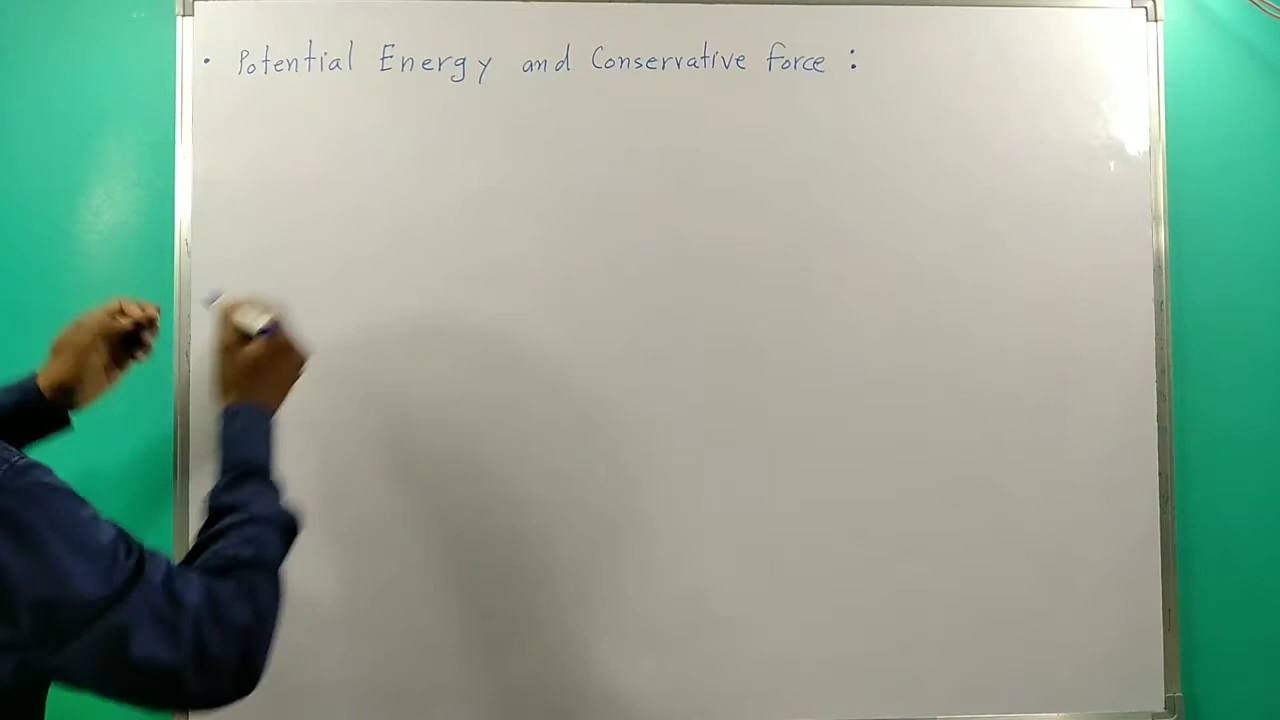 • Potential Energy and Conservative force :